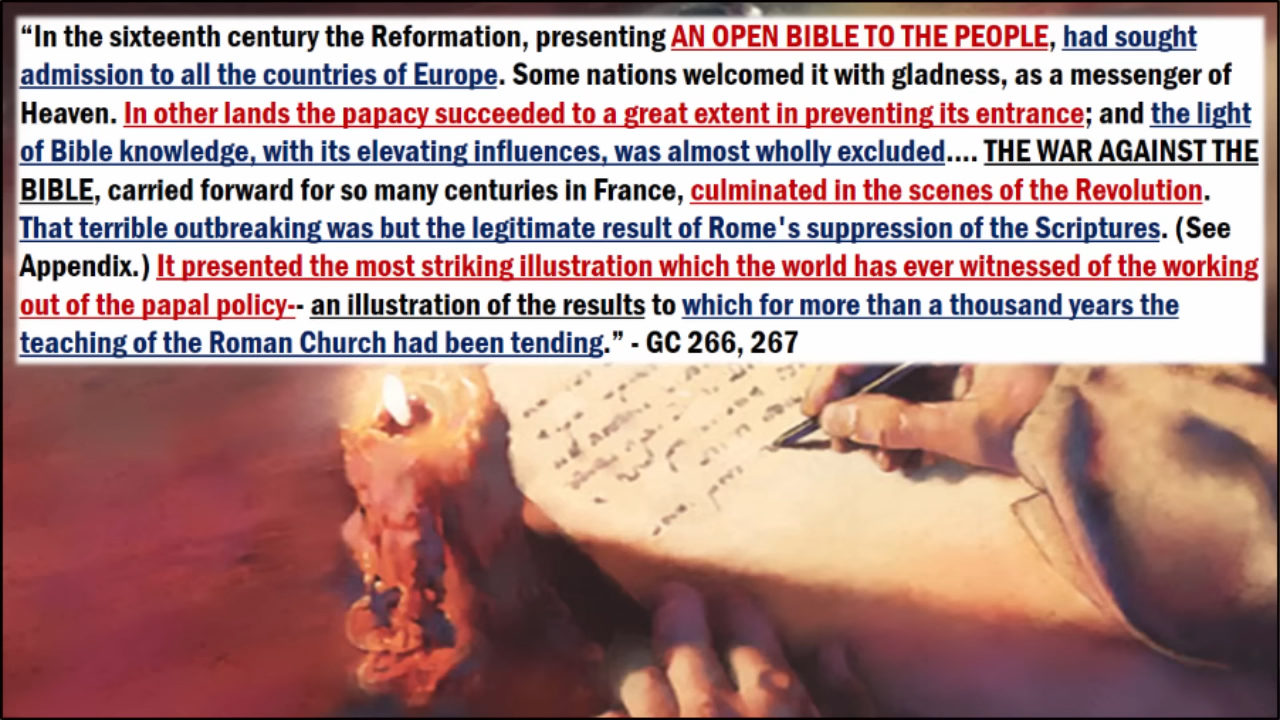 “In the sixteenth century the Reformation, presenting AN OPEN BIBLE TO THE PEOPLE, had sought
admission to all the countries of Europe. Some nations welcomed it with gladness, as a messenger of
Heaven. In other lands the papacy succeeded to a great extent in preventing its entrance; and the light
of Bible knowledge, with its elevating influences, was almost wholly excluded.... THE WAR AGAINST THE
BIBLE, carried forward for so many centuries in France, culminated in the scenes of the Revolution.
That terrible outbreaking was but the legitimate result of Rome's suppression of the Scriptures. (See
Appendix.) It presented the most striking illustration which the world has ever witnessed of the working
out of the papal policy-- an illustration of the results to which for more than a thousand years the
teaching of the Roman Church had been tending.” - GC 266, 267